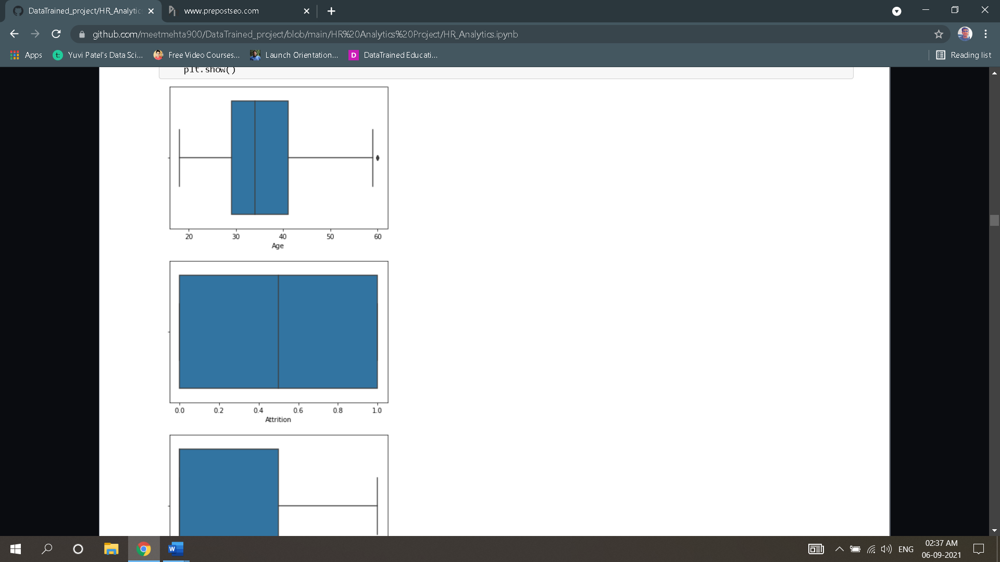 DataTrained_project/HR_Analytic
www.prepostseo.com
github.com/meetmehta900/DataTrained_project/blob/main/HR%20Analytics%20Project/HR_Analytics.ipynb
Apps
Yuvi Patel's Data Sci...
Free Video Courses...
Launch Orientation...
D
DataTrained Educati...
Reading list
plt.show()
20 30 40 50 60
Age
0.0 0.2 0.4 0.6 0.8 1.0
Attrition
W
ENG
02:37 AM
06-09-2021